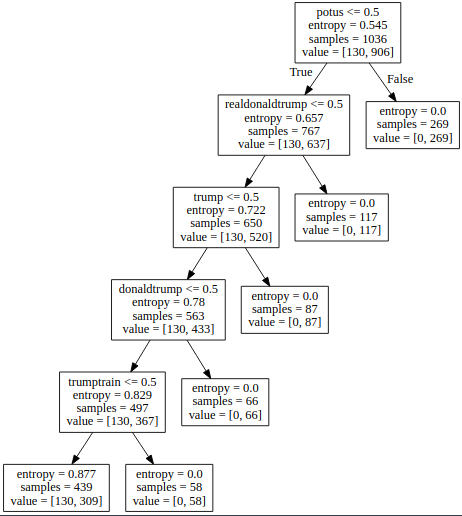 potus <= 0.5
entropy = 0.545
samples = 1036
value = [130, 906]
True
False
realdonaldtrump <= 0.5
entropy = 0.657
samples = 767
value = [130, 637]
entropy = 0.0
samples = 269
value = [0, 269]
trump <= 0.5
entropy = 0.722
samples = 650
value = [130, 520]
entropy = 0.0
samples = 117
value = [0, 117]
donaldtrump <= 0.5
entropy = 0.78
samples = 563
value = [130, 433]
entropy = 0.0
samples = 87
value = [0, 87]
trumptrain <= 0.5
entropy = 0.829
samples = 497
value = [130, 367]
entropy = 0.0
samples = 66
value = [0, 66]
entropy = 0.877
samples = 439
value = [130, 309]
entropy = 0.0
samples = 58
value = [0, 58]